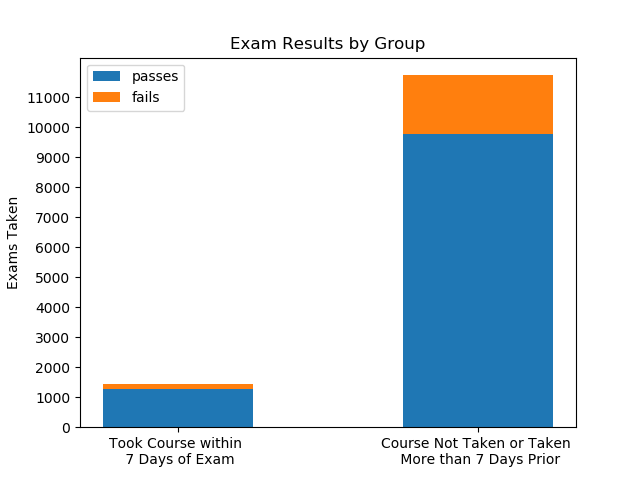 Exam Results by Group
passes
fails
11000
10000
9000
8000
7000
6000
5000
4000
3000
2000
1000
0
Exams Taken
Took Course within
7 Days of Exam
Course Not Taken or Taken
More than 7 Days Prior